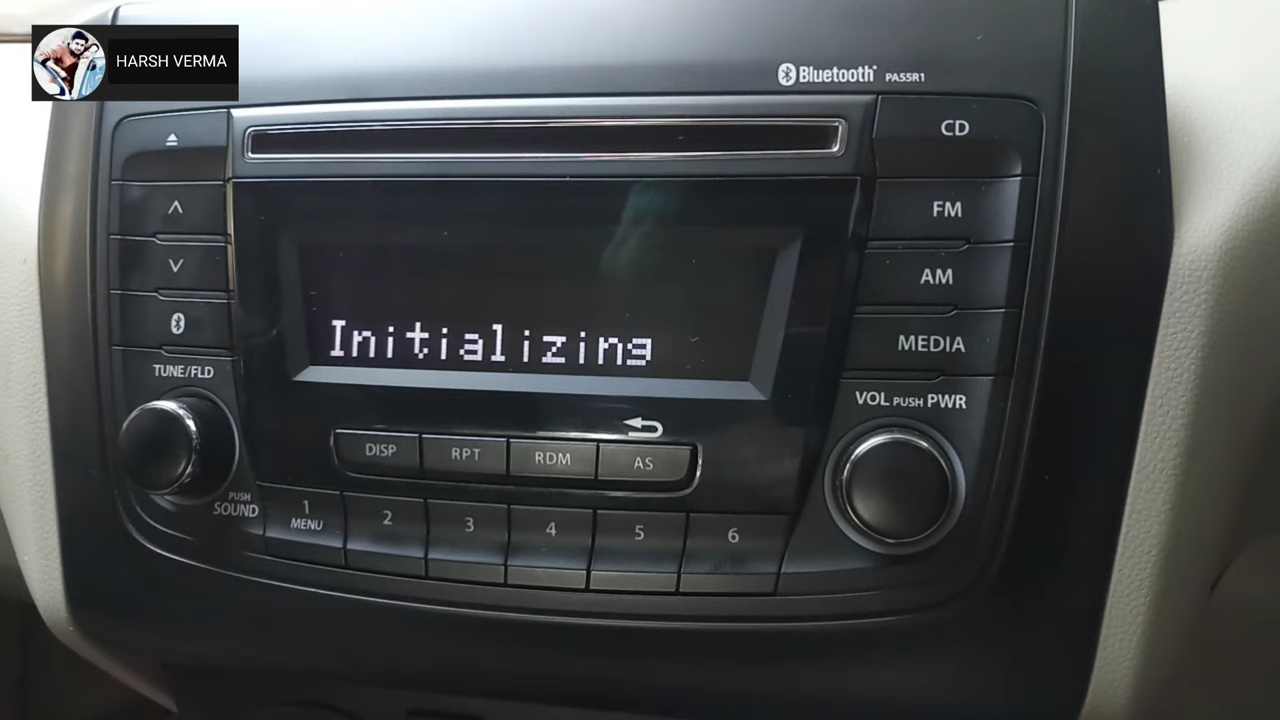 HARSH VERMA
Bluetooth® PA55R1
CD
FM
AM
MEDIA
VOL PUSH PWR
TUNE/FLD
Initializing
DISP RPT RDM AS
PUSH
SOUND
1 2 3 4 5 6
MENU